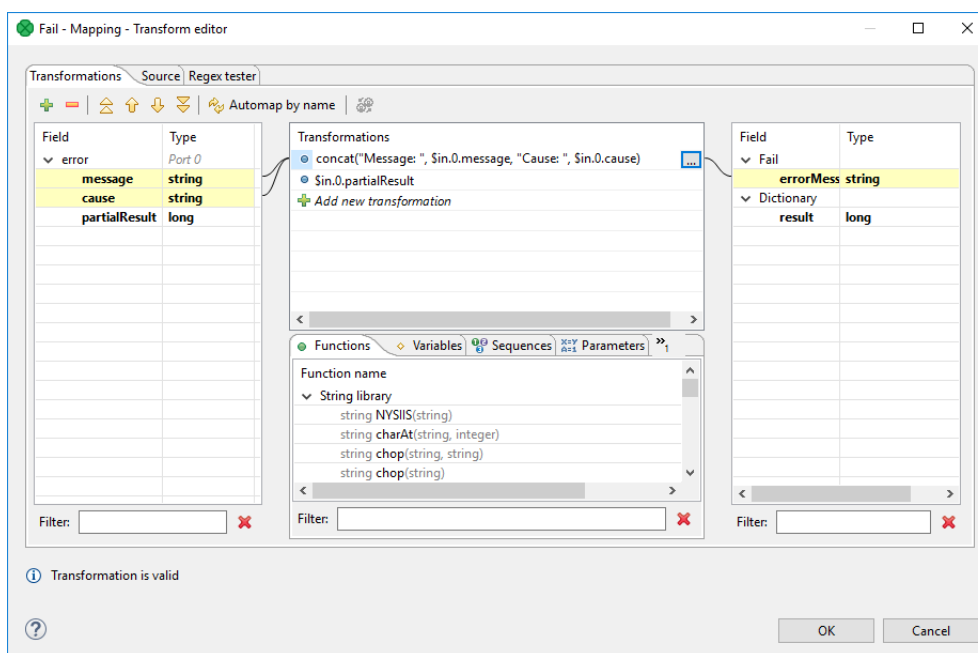 Fail - Mapping - Transform editor
Transformations Source Regex tester
Automap by name
Field Type
error Port 0
message string
cause string
partialResult long
Filter:
Transformations
concat("Message: ", $in.0.message, "Cause: ", $in.0.cause) ...
$in.0.partialResult
Add new transformation
Functions Variables Sequences Parameters »1
Function name
String library
string NYSIIS(string)
string charAt(string, integer)
string chop(string, string)
string chop(string)
Filter:
Field Type
Fail
errorMess string
Dictionary
result long
Filter:
Transformation is valid
OK Cancel